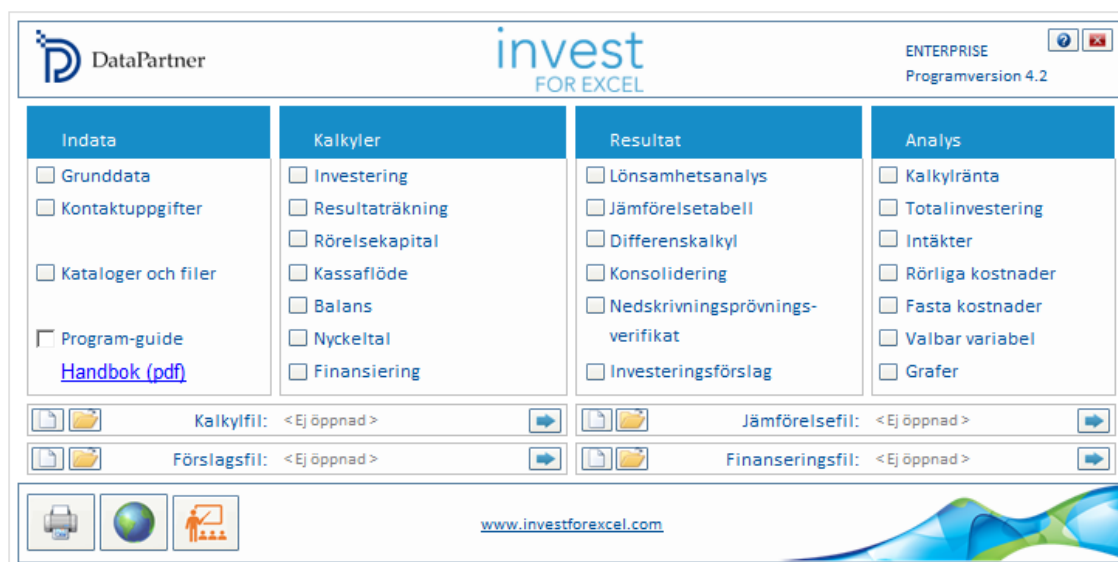 DataPartner
invest
FOR EXCEL
ENTERPRISE
Programversion 4.2
Indata
Grunddata
Kontaktuppgifter
Kataloger och filer
Program-guide
Handbok (pdf)
Kalkyler
Investering
Resultaträkning
Rörelsekapital
Kassaflöde
Balans
Nyckeltal
Finansiering
Resultat
Lönsamhetsanalys
Jämförelsetabell
Differenskalkyl
Konsolidering
Nedskrivningsprövnings-
verifikat
Investeringsförslag
Analys
Kalkylränta
Totalinvestering
Intäkter
Rörliga kostnader
Fasta kostnader
Valbar variabel
Grafer
Kalkylfil: <Ej öppnad>
Jämförelsefil: <Ej öppnad>
Förslagsfil: <Ej öppnad>
Finanseringsfil: <Ej öppnad>
www.investforexcel.com